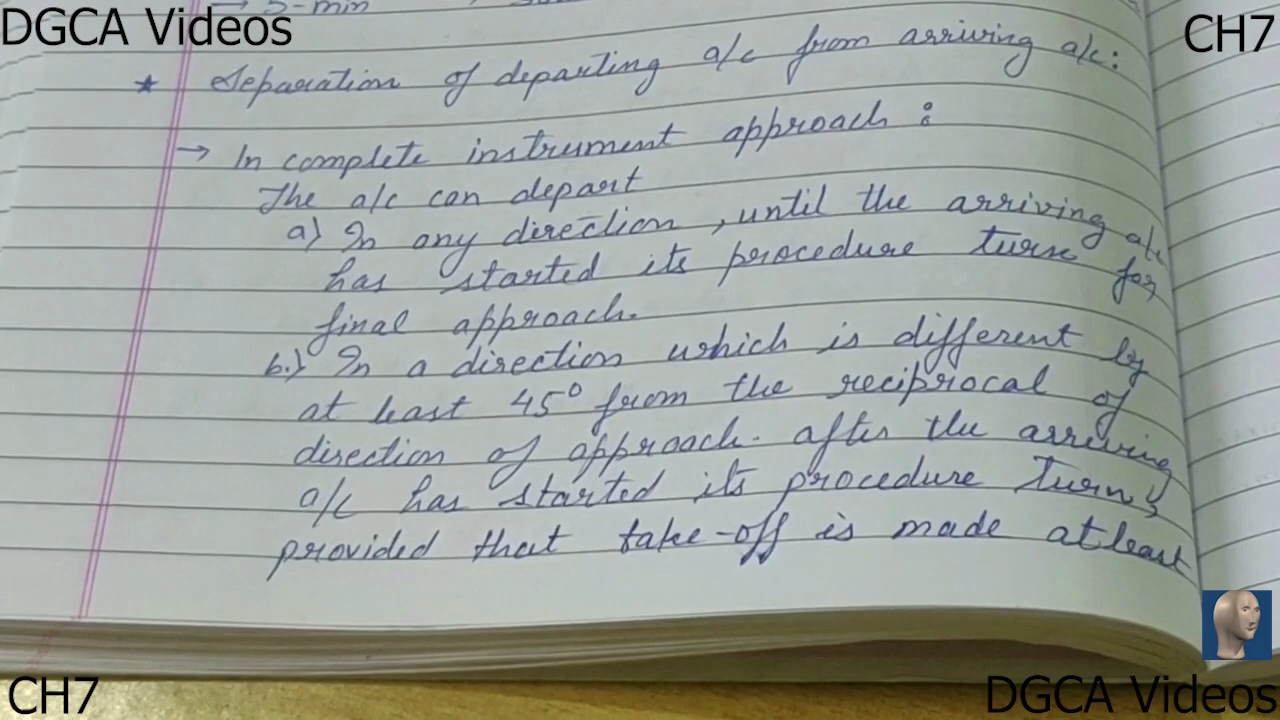 DGCA Videos
CH7
→ 5-min
* Separation of departing a/c from arriving a/c:
→ In complete instrument approach :
The a/c can depart
a) In any direction, until the arriving a/c
has started its procedure turn for
final approach.
b.) In a direction which is different by
at least 45° from the reciprocal of
direction of approach. after the arriving
a/c has started its procedure turn &
provided that take-off is made atleast
CH7
DGCA Videos